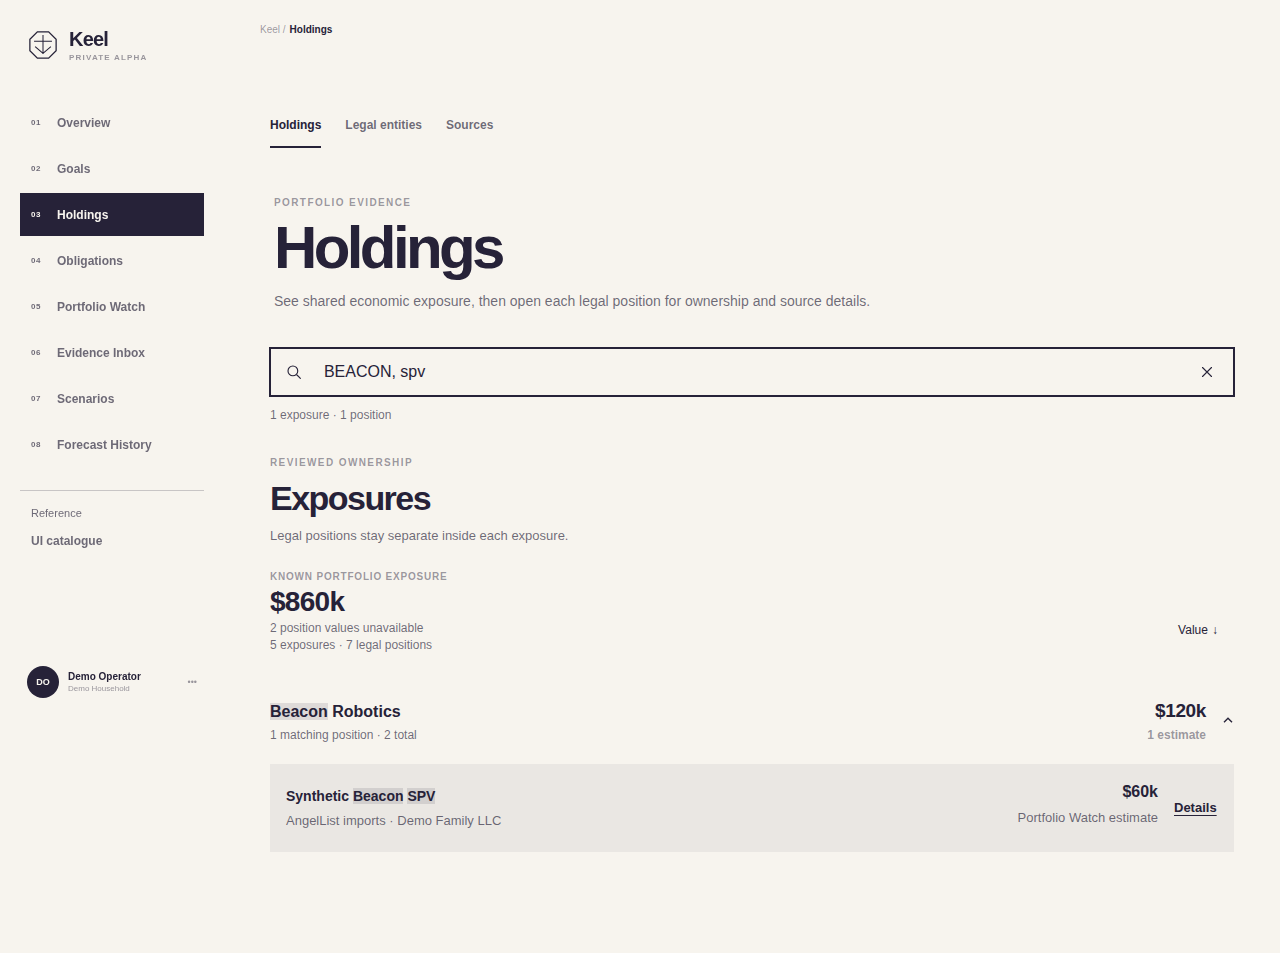 Keel
PRIVATE ALPHA
01 Overview
02 Goals
03 Holdings
04 Obligations
05 Portfolio Watch
06 Evidence Inbox
07 Scenarios
08 Forecast History
Reference
UI catalogue
DO
Demo Operator
Demo Household
•••
Keel / Holdings
Holdings Legal entities Sources
PORTFOLIO EVIDENCE
Holdings
See shared economic exposure, then open each legal position for ownership and source details.
BEACON, spv
1 exposure · 1 position
REVIEWED OWNERSHIP
Exposures
Legal positions stay separate inside each exposure.
KNOWN PORTFOLIO EXPOSURE
$860k
2 position values unavailable
5 exposures · 7 legal positions
Value ↓
Beacon Robotics
1 matching position · 2 total
$120k
1 estimate
Synthetic Beacon SPV
AngelList imports · Demo Family LLC
$60k
Portfolio Watch estimate
Details